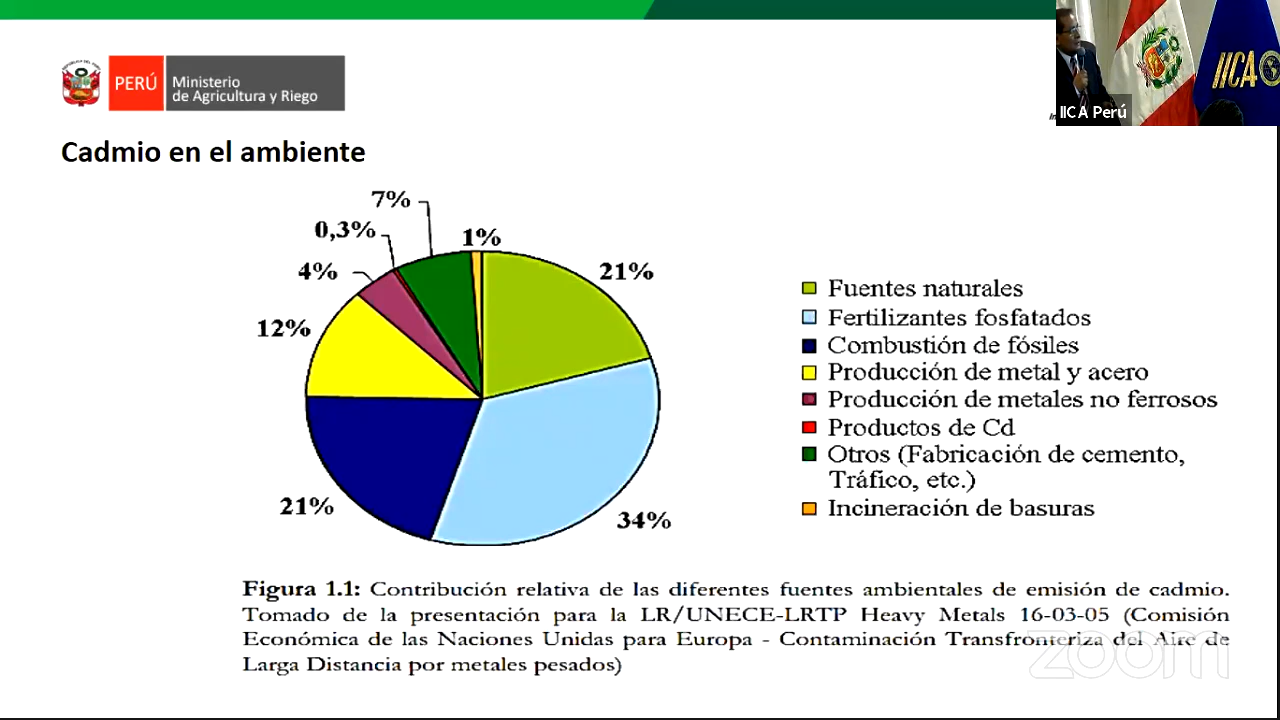 PERÚ
Ministerio
de Agricultura y Riego
IICA
IICA Perú
Cadmio en el ambiente
7%
0,3%
1%
4%
21%
12%
21%
34%
Fuentes naturales
Fertilizantes fosfatados
Combustión de fósiles
Producción de metal y acero
Producción de metales no ferrosos
Productos de Cd
Otros (Fabricación de cemento,
Tráfico, etc.)
Incineración de basuras
Figura 1.1: Contribución relativa de las diferentes fuentes ambientales de emisión de cadmio.
Tomado de la presentación para la LR/UNECE-LRTP Heavy Metals 16-03-05 (Comisión
Económica de las Naciones Unidas para Europa - Contaminación Transfronteriza del Aire de
Larga Distancia por metales pesados)
zoom